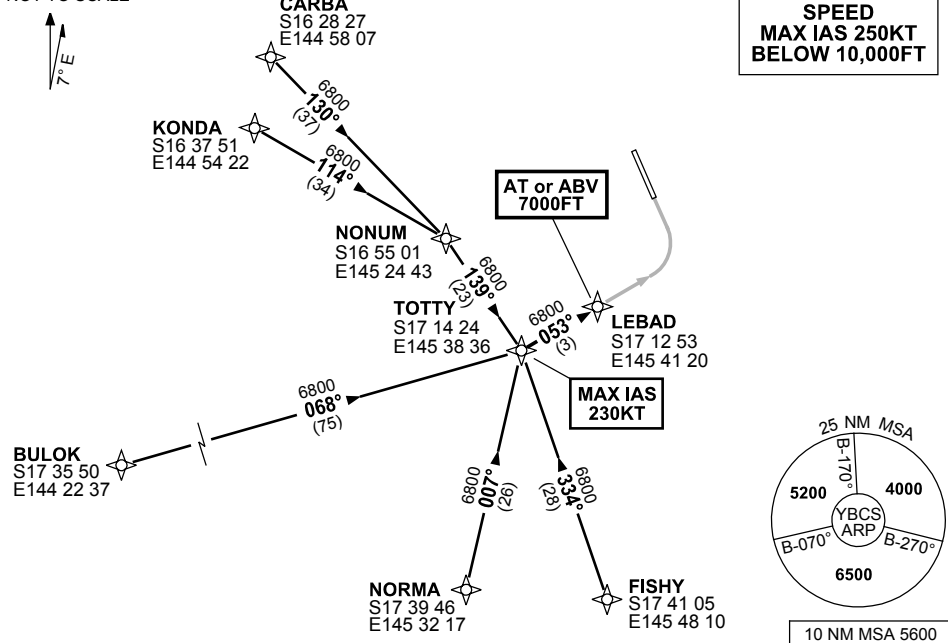 NOT TO SCALE
7° E
CARBA
S16 28 27
E144 58 07
SPEED
MAX IAS 250KT
BELOW 10,000FT
6800
130°
(37)
KONDA
S16 37 51
E144 54 22
6800
114°
(34)
AT or ABV
7000FT
NONUM
S16 55 01
E145 24 43
6800
139°
(23)
TOTTY
S17 14 24
E145 38 36
6800
053°
(3)
LEBAD
S17 12 53
E145 41 20
MAX IAS
230KT
6800
068°
(75)
BULOK
S17 35 50
E144 22 37
6800
007°
(26)
6800
334°
(28)
NORMA
S17 39 46
E145 32 17
FISHY
S17 41 05
E145 48 10
25 NM MSA
B-170°
5200
4000
YBCS
ARP
B-070°
B-270°
6500
10 NM MSA 5600